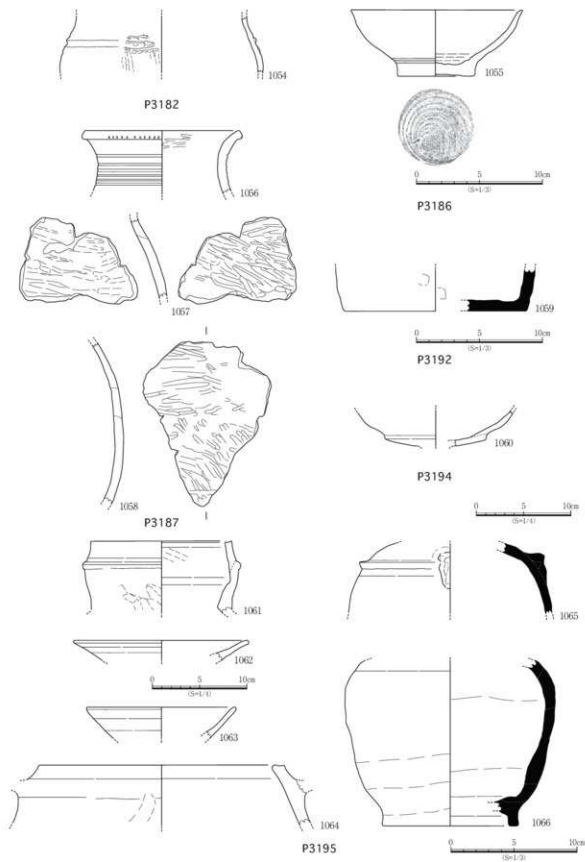 1054
P3182
1055
0 5 10cm
(S=1/3)
P3186
1056
1057
1058
P3187
1059
0 5 10cm
(S=1/3)
P3192
1060
P3194
0 5 10cm
(S=1/4)
1061
1062
0 5 10cm
(S=1/4)
1063
1064
1065
1066
P3195
0 5 10cm
(S=1/3)